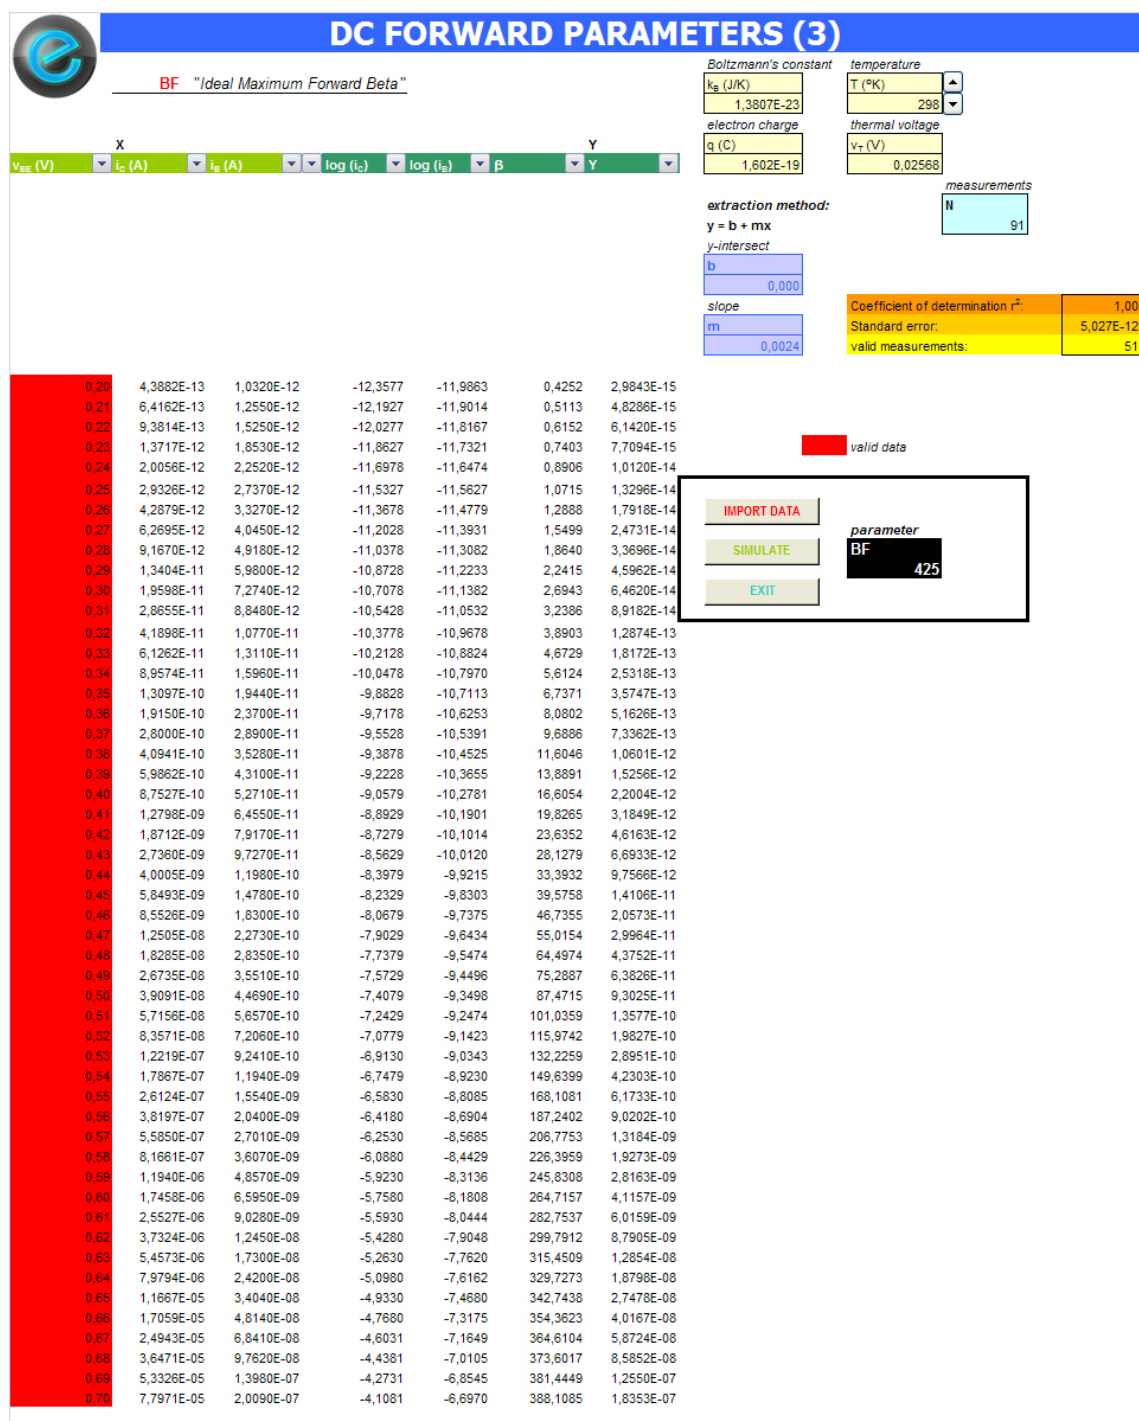 DC FORWARD PARAMETERS (3)
BF "Ideal Maximum Forward Beta"
Boltzmann's constant temperature
k_B (J/K) T (ºK)
1,3807E-23 298
electron charge thermal voltage
q (C) v_T (V)
1,602E-19 0,02568
X Y
v_BE (V) i_C (A) i_B (A) log (i_C) log (i_B) β Y
measurements
N
91
extraction method:
y = b + mx
y-intersect
b
0,000
slope
m
0,0024
Coefficient of determination r²: 1,00
Standard error: 5,027E-12
valid measurements: 51
0,20 4,3882E-13 1,0320E-12 -12,3577 -11,9863 0,4252 2,9843E-15
0,21 6,4162E-13 1,2550E-12 -12,1927 -11,9014 0,5113 4,8286E-15
0,22 9,3814E-13 1,5250E-12 -12,0277 -11,8167 0,6152 6,1420E-15
0,23 1,3717E-12 1,8530E-12 -11,8627 -11,7321 0,7403 7,7094E-15
0,24 2,0056E-12 2,2520E-12 -11,6978 -11,6474 0,8906 1,0120E-14
0,25 2,9326E-12 2,7370E-12 -11,5327 -11,5627 1,0715 1,3296E-14
0,26 4,2879E-12 3,3270E-12 -11,3678 -11,4779 1,2888 1,7918E-14
0,27 6,2695E-12 4,0450E-12 -11,2028 -11,3931 1,5499 2,4731E-14
0,28 9,1670E-12 4,9180E-12 -11,0378 -11,3082 1,8640 3,3696E-14
0,29 1,3404E-11 5,9800E-12 -10,8728 -11,2233 2,2415 4,5962E-14
0,30 1,9598E-11 7,2740E-12 -10,7078 -11,1382 2,6943 6,4620E-14
0,31 2,8655E-11 8,8480E-12 -10,5428 -11,0532 3,2386 8,9182E-14
0,32 4,1898E-11 1,0770E-11 -10,3778 -10,9678 3,8903 1,2874E-13
0,33 6,1262E-11 1,3110E-11 -10,2128 -10,8824 4,6729 1,8172E-13
0,34 8,9574E-11 1,5960E-11 -10,0478 -10,7970 5,6124 2,5318E-13
0,35 1,3097E-10 1,9440E-11 -9,8828 -10,7113 6,7371 3,5747E-13
0,36 1,9150E-10 2,3700E-11 -9,7178 -10,6253 8,0802 5,1626E-13
0,37 2,8000E-10 2,8900E-11 -9,5528 -10,5391 9,6886 7,3362E-13
0,38 4,0941E-10 3,5280E-11 -9,3878 -10,4525 11,6046 1,0601E-12
0,39 5,9862E-10 4,3100E-11 -9,2228 -10,3655 13,8891 1,5256E-12
0,40 8,7527E-10 5,2710E-11 -9,0579 -10,2781 16,6054 2,2004E-12
0,41 1,2798E-09 6,4550E-11 -8,8929 -10,1901 19,8265 3,1849E-12
0,42 1,8712E-09 7,9170E-11 -8,7279 -10,1014 23,6352 4,6163E-12
0,43 2,7360E-09 9,7270E-11 -8,5629 -10,0120 28,1279 6,6933E-12
0,44 4,0005E-09 1,1980E-10 -8,3979 -9,9215 33,3932 9,7566E-12
0,45 5,8493E-09 1,4780E-10 -8,2329 -9,8303 39,5758 1,4106E-11
0,46 8,5526E-09 1,8300E-10 -8,0679 -9,7375 46,7355 2,0573E-11
0,47 1,2505E-08 2,2730E-10 -7,9029 -9,6434 55,0154 2,9964E-11
0,48 1,8285E-08 2,8350E-10 -7,7379 -9,5474 64,4974 4,3752E-11
0,49 2,6735E-08 3,5510E-10 -7,5729 -9,4496 75,2887 6,3826E-11
0,50 3,9091E-08 4,4690E-10 -7,4079 -9,3498 87,4715 9,3025E-11
0,51 5,7156E-08 5,6570E-10 -7,2429 -9,2474 101,0359 1,3577E-10
0,52 8,3571E-08 7,2060E-10 -7,0779 -9,1423 115,9742 1,9827E-10
0,53 1,2219E-07 9,2410E-10 -6,9130 -9,0343 132,2259 2,8951E-10
0,54 1,7867E-07 1,1940E-09 -6,7479 -8,9230 149,6399 4,2303E-10
0,55 2,6124E-07 1,5540E-09 -6,5830 -8,8085 168,1081 6,1733E-10
0,56 3,8197E-07 2,0400E-09 -6,4180 -8,6904 187,2402 9,0202E-10
0,57 5,5850E-07 2,7010E-09 -6,2530 -8,5685 206,7753 1,3184E-09
0,58 8,1661E-07 3,6070E-09 -6,0880 -8,4429 226,3959 1,9273E-09
0,59 1,1940E-06 4,8570E-09 -5,9230 -8,3136 245,8308 2,8163E-09
0,60 1,7458E-06 6,5950E-09 -5,7580 -8,1808 264,7157 4,1157E-09
0,61 2,5527E-06 9,0280E-09 -5,5930 -8,0444 282,7537 6,0159E-09
0,62 3,7324E-06 1,2450E-08 -5,4280 -7,9048 299,7912 8,7905E-09
0,63 5,4573E-06 1,7300E-08 -5,2630 -7,7620 315,4509 1,2854E-08
0,64 7,9794E-06 2,4200E-08 -5,0980 -7,6162 329,7273 1,8798E-08
0,65 1,1667E-05 3,4040E-08 -4,9330 -7,4680 342,7438 2,7478E-08
0,66 1,7059E-05 4,8140E-08 -4,7680 -7,3175 354,3623 4,0167E-08
0,67 2,4943E-05 6,8410E-08 -4,6031 -7,1649 364,6104 5,8724E-08
0,68 3,6471E-05 9,7620E-08 -4,4381 -7,0105 373,6017 8,5852E-08
0,69 5,3326E-05 1,3980E-07 -4,2731 -6,8545 381,4449 1,2550E-07
0,70 7,7971E-05 2,0090E-07 -4,1081 -6,6970 388,1085 1,8353E-07
valid data
IMPORT DATA
SIMULATE
EXIT
parameter
BF
425